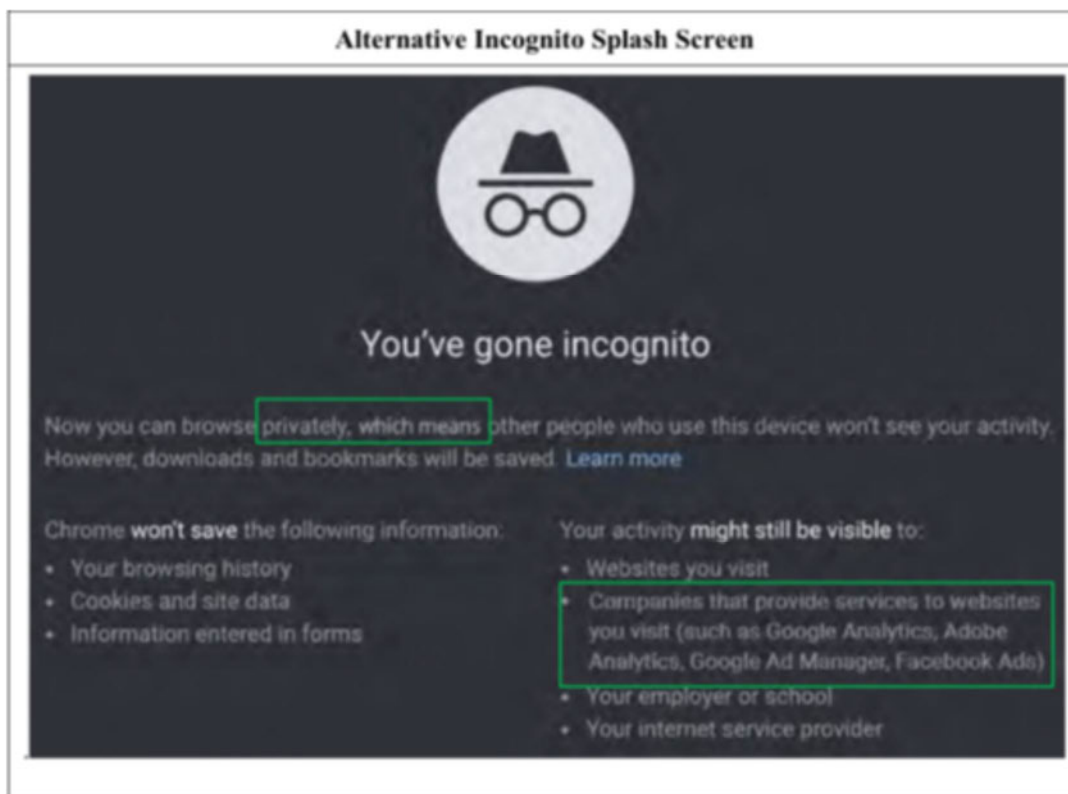 Alternative Incognito Splash Screen
You've gone incognito
Now you can browse privately, which means other people who use this device won't see your activity.
However, downloads and bookmarks will be saved. Learn more
Chrome won't save the following information:
• Your browsing history
• Cookies and site data
• Information entered in forms
Your activity might still be visible to:
• Websites you visit
• Companies that provide services to websites
you visit (such as Google Analytics, Adobe
Analytics, Google Ad Manager, Facebook Ads)
• Your employer or school
• Your internet service provider